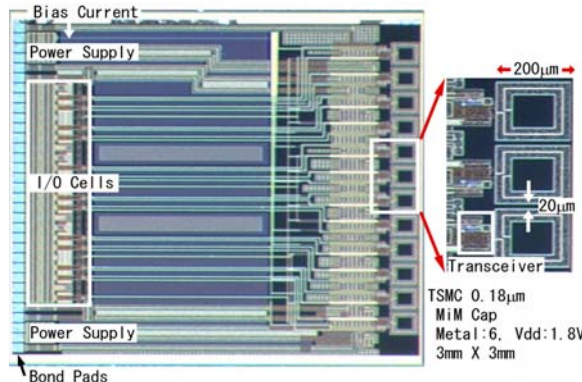 Bias Current
Power Supply
I/O Cells
Power Supply
Bond Pads
200μm
20μm
Transceiver
TSMC 0.18μm
MiM Cap
Metal:6, Vdd:1.8V
3mm X 3mm